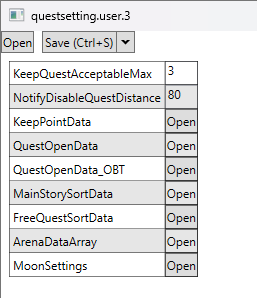 questsetting.user.3
Open Save (Ctrl+S)
KeepQuestAcceptableMax 3
NotifyDisableQuestDistance 80
KeepPointData Open
QuestOpenData Open
QuestOpenData_OBT Open
MainStorySortData Open
FreeQuestSortData Open
ArenaDataArray Open
MoonSettings Open